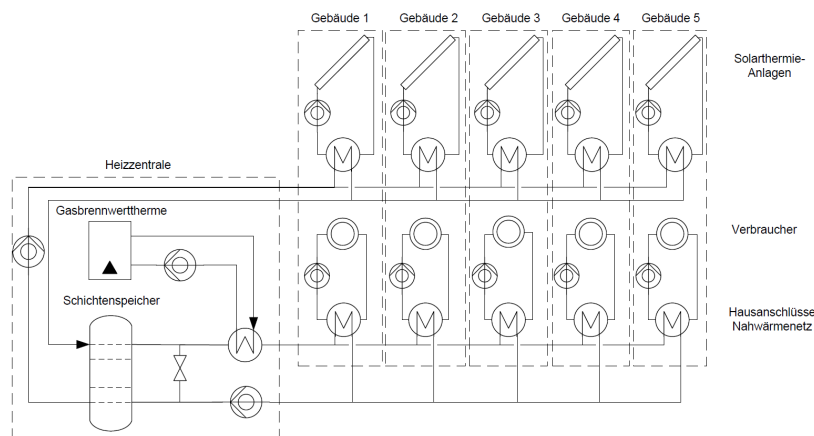 Gebäude 1 Gebäude 2 Gebäude 3 Gebäude 4 Gebäude 5
Solarthermie-
Anlagen
Heizzentrale
Gasbrennwerttherme
Verbraucher
Schichtenspeicher
Hausanschlüsse
Nahwärmenetz